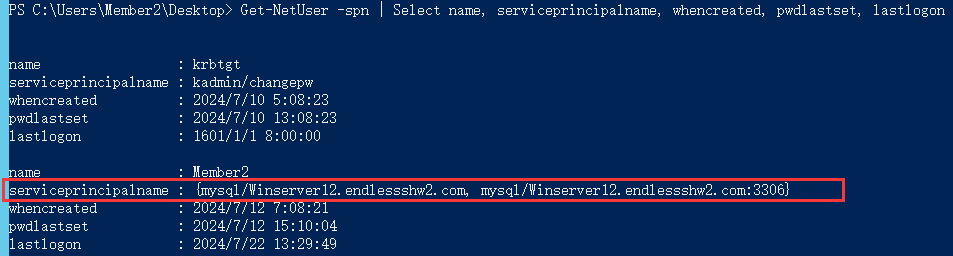 PS C:\Users\Member2\Desktop> Get-NetUser -spn | Select name, serviceprincipalname, whencreated, pwdlastset, lastlogon
name                 : krbtgt
serviceprincipalname : kadmin/changepw
whencreated          : 2024/7/10 5:08:23
pwdlastset           : 2024/7/10 13:08:23
lastlogon            : 1601/1/1 8:00:00
name                 : Member2
serviceprincipalname : {mysql/Winserver12.endlessshw2.com, mysql/Winserver12.endlessshw2.com:3306}
whencreated          : 2024/7/12 7:08:21
pwdlastset           : 2024/7/12 15:10:04
lastlogon            : 2024/7/22 13:29:49